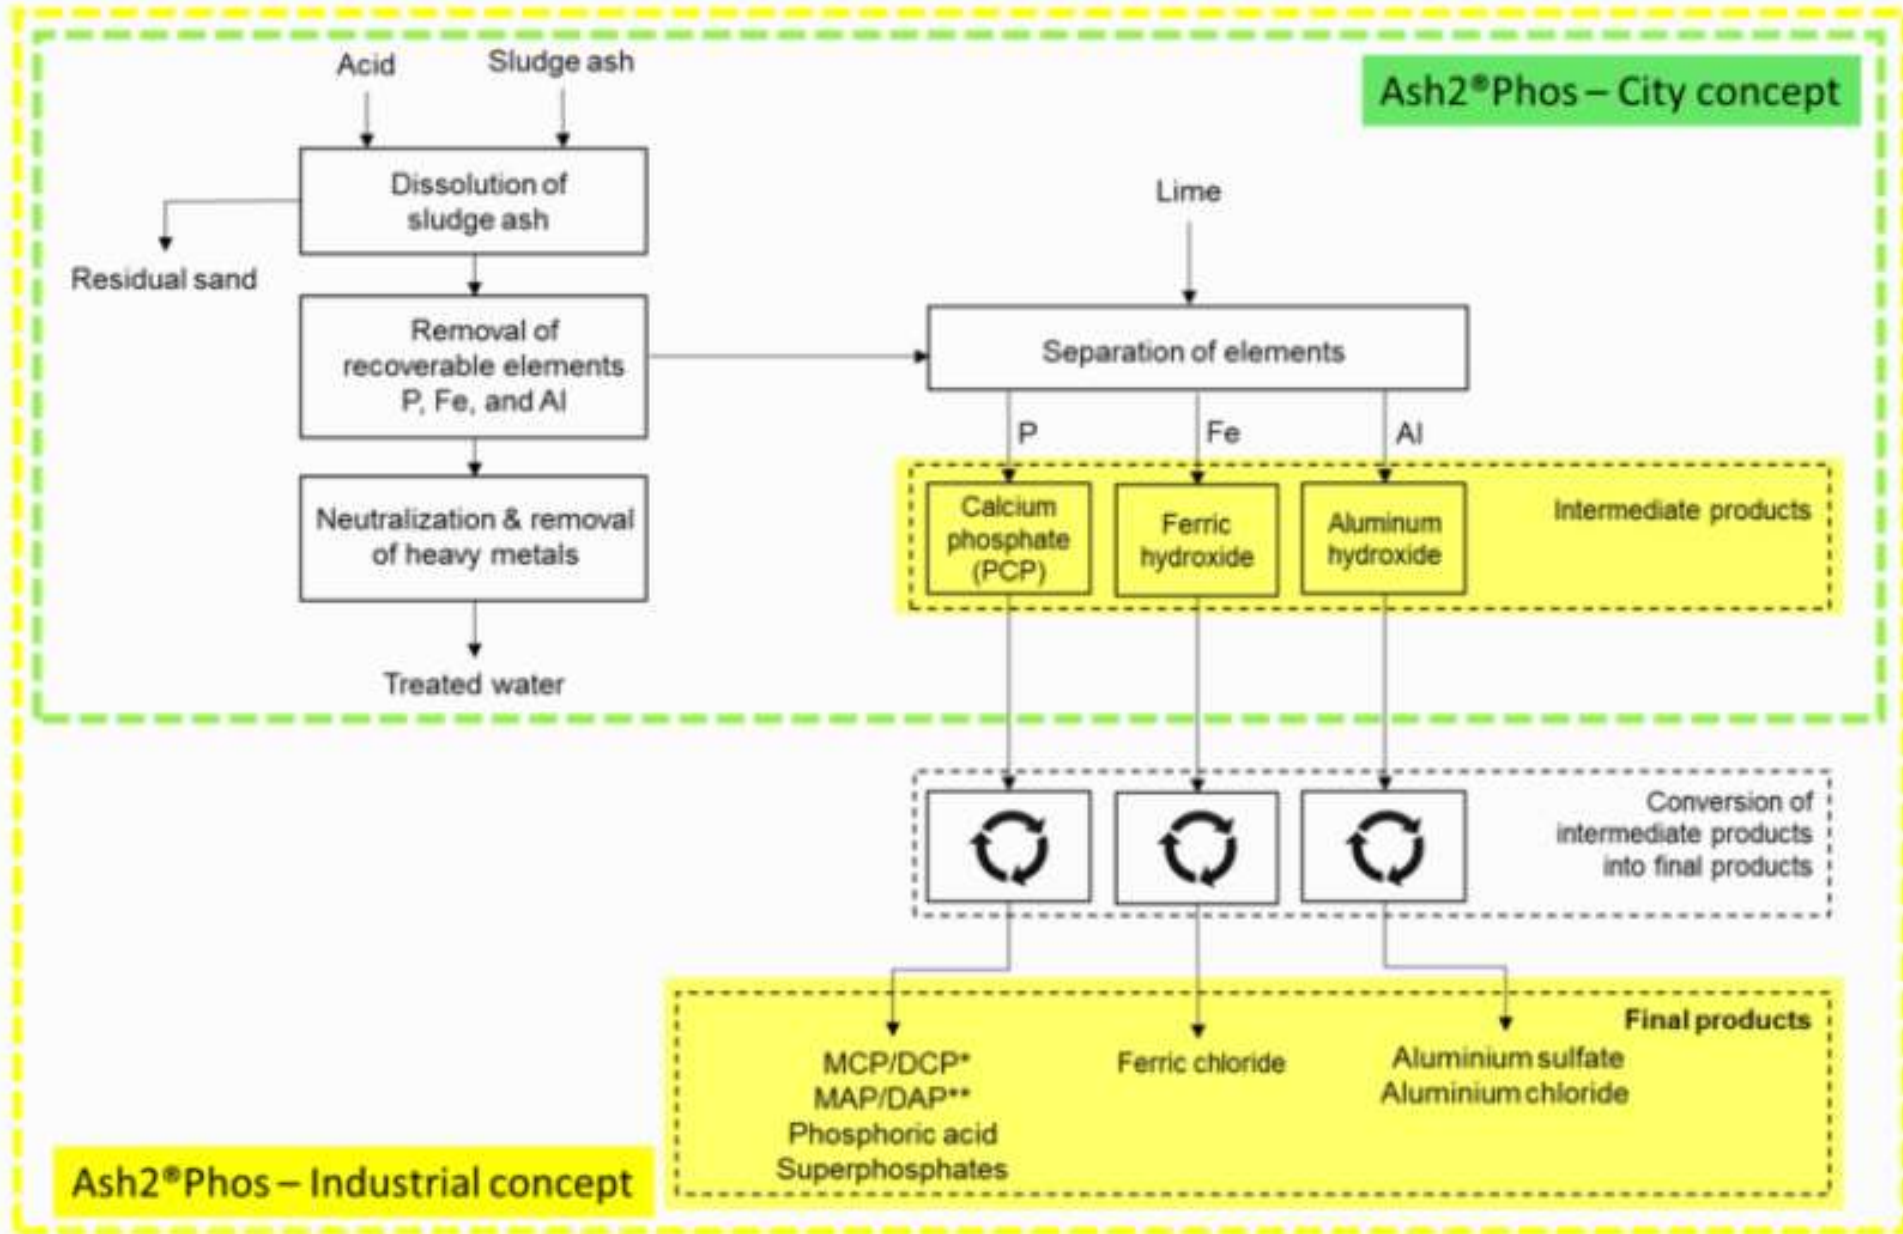 Acid
Sludge ash
Ash2®Phos – City concept
Dissolution of
sludge ash
Lime
Residual sand
Removal of
recoverable elements
P, Fe, and Al
Separation of elements
P
Fe
Al
Neutralization & removal
of heavy metals
Calcium
phosphate
(PCP)
Ferric
hydroxide
Aluminum
hydroxide
Intermediate products
Treated water
Conversion of
intermediate products
into final products
Final products
MCP/DCP*
MAP/DAP**
Phosphoric acid
Superphosphates
Ferric chloride
Aluminium sulfate
Aluminium chloride
Ash2®Phos – Industrial concept